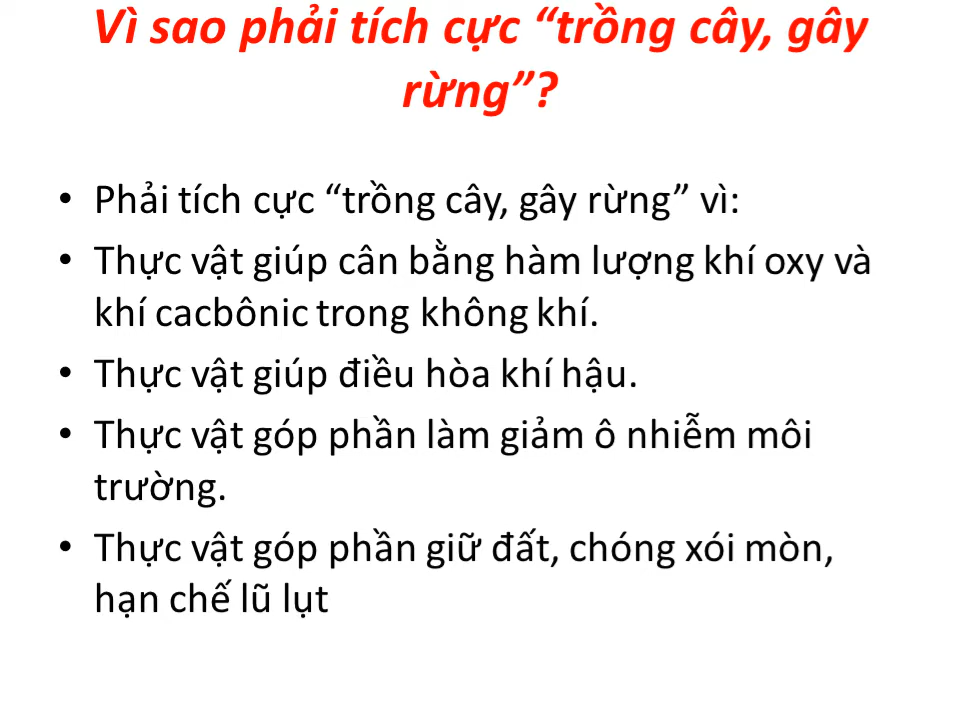 Vì sao phải tích cực “trồng cây, gây
rừng”?
• Phải tích cực “trồng cây, gây rừng” vì:
• Thực vật giúp cân bằng hàm lượng khí oxy và
khí cacbônic trong không khí.
• Thực vật giúp điều hòa khí hậu.
• Thực vật góp phần làm giảm ô nhiễm môi
trường.
• Thực vật góp phần giữ đất, chóng xói mòn,
hạn chế lũ lụt